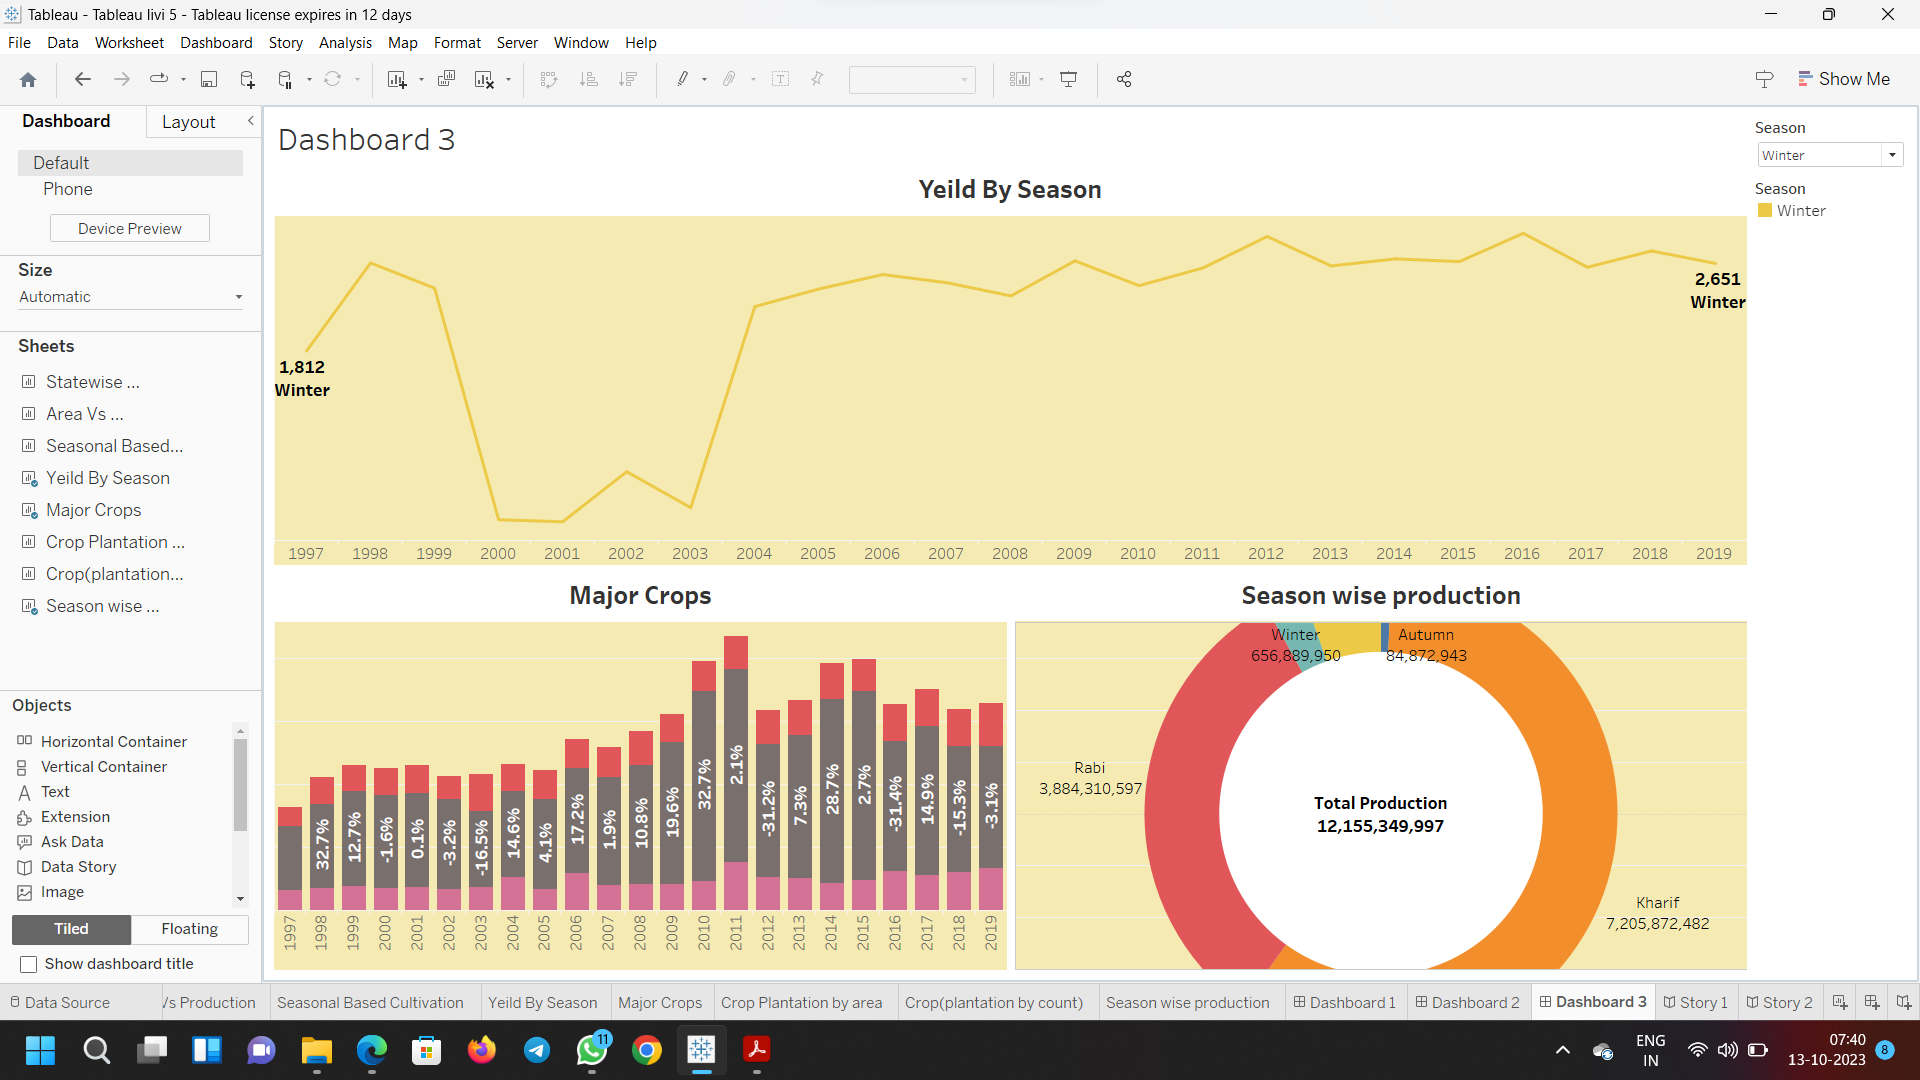 Tableau - Tableau livi 5 - Tableau license expires in 12 days
File Data Worksheet Dashboard Story Analysis Map Format Server Window Help
Show Me
Dashboard Layout
Default
Phone
Device Preview
Size
Automatic
Sheets
Statewise ...
Area Vs ...
Seasonal Based...
Yeild By Season
Major Crops
Crop Plantation ...
Crop(plantation...
Season wise ...
Objects
Horizontal Container
Vertical Container
Text
Extension
Ask Data
Data Story
Image
Tiled Floating
Show dashboard title
Dashboard 3
Season
Winter
Season
Winter
Yeild By Season
1,812
Winter
2,651
Winter
1997 1998 1999 2000 2001 2002 2003 2004 2005 2006 2007 2008 2009 2010 2011 2012 2013 2014 2015 2016 2017 2018 2019
Major Crops
32.7% 12.7% -1.6% 0.1% -3.2% -16.5% 14.6% 4.1% 17.2% 1.9% 10.8% 19.6% 32.7% 2.1% -31.2% 7.3% 28.7% 2.7% -31.4% 14.9% -15.3% -3.1%
1997 1998 1999 2000 2001 2002 2003 2004 2005 2006 2007 2008 2009 2010 2011 2012 2013 2014 2015 2016 2017 2018 2019
Season wise production
Winter
656,889,950
Autumn
84,872,943
Rabi
3,884,310,597
Total Production
12,155,349,997
Kharif
7,205,872,482
Data Source /s Production Seasonal Based Cultivation Yeild By Season Major Crops Crop Plantation by area Crop(plantation by count) Season wise production Dashboard 1 Dashboard 2 Dashboard 3 Story 1 Story 2
11
ENG
IN
07:40
13-10-2023
8